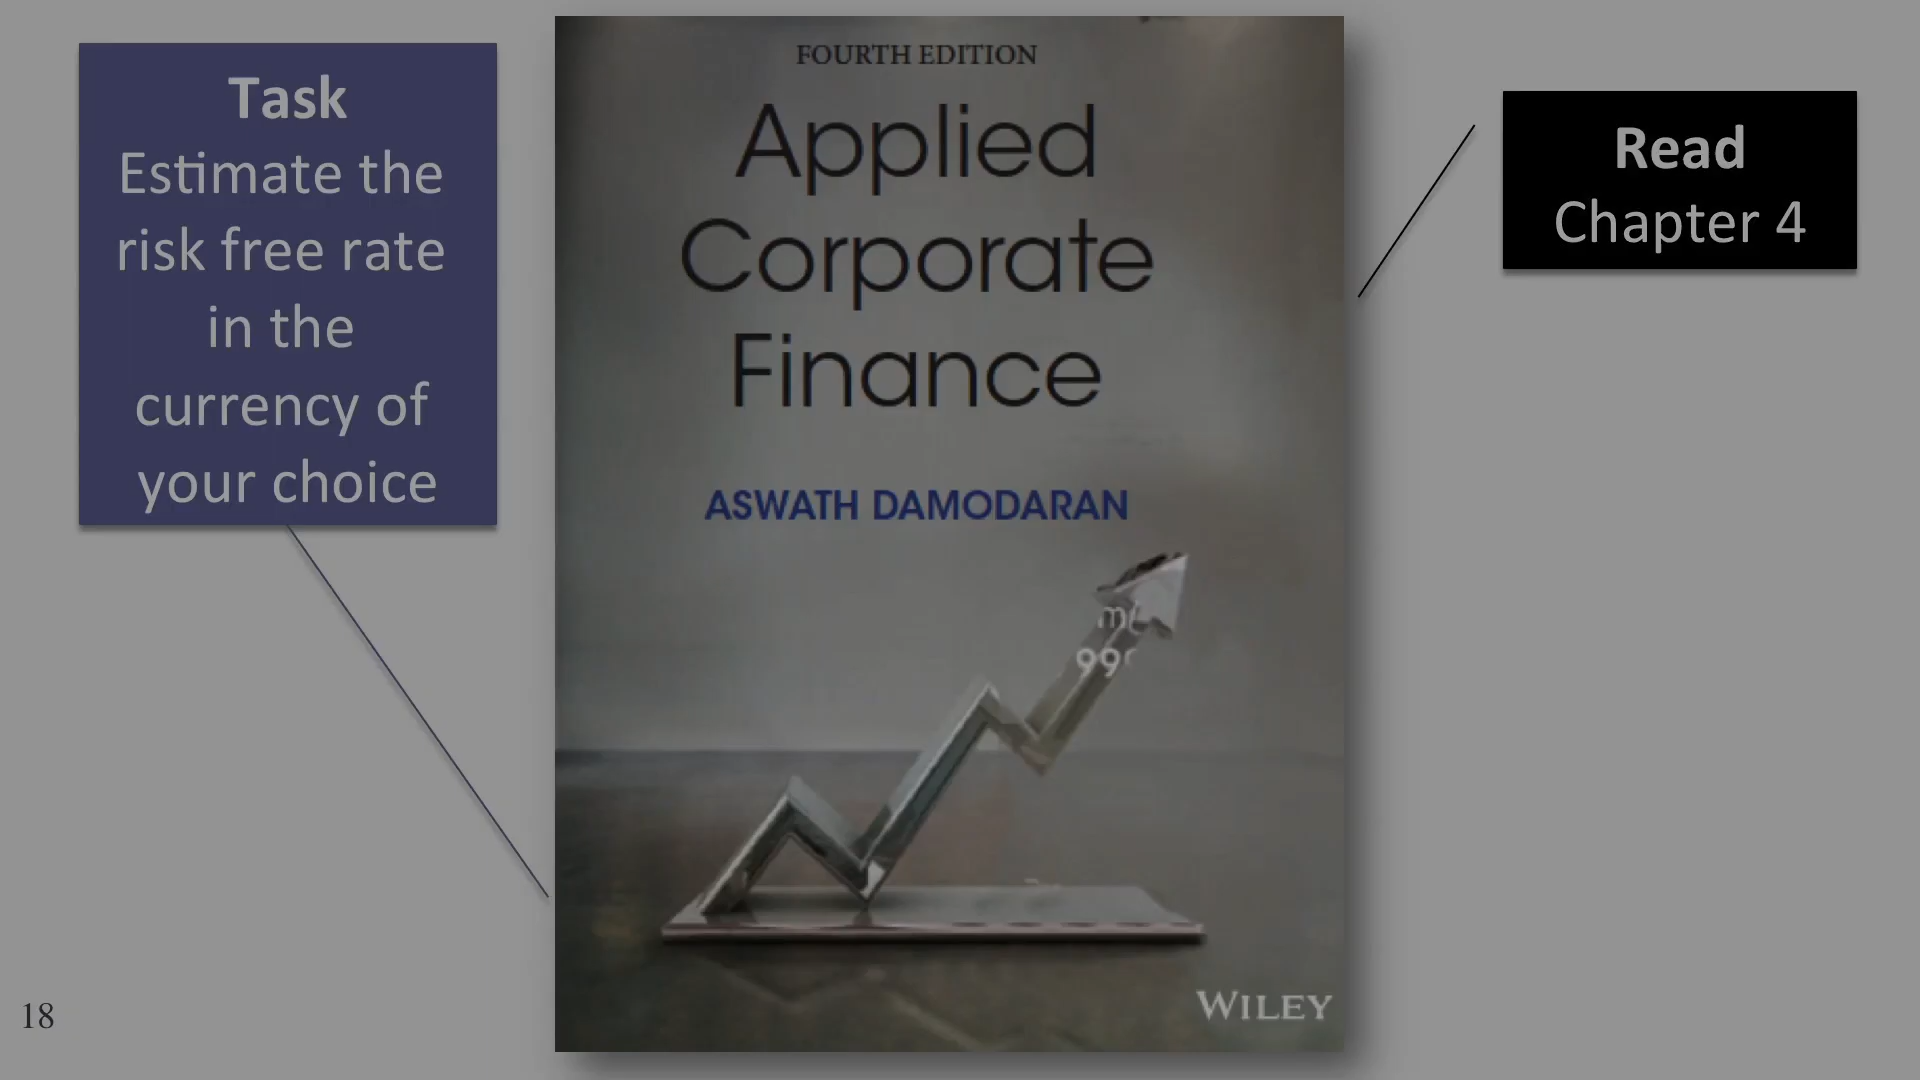 Task
Estimate the
risk free rate
in the
currency of
your choice
FOURTH EDITION
Applied
Corporate
Finance
ASWATH DAMODARAN
WILEY
Read
Chapter 4
18